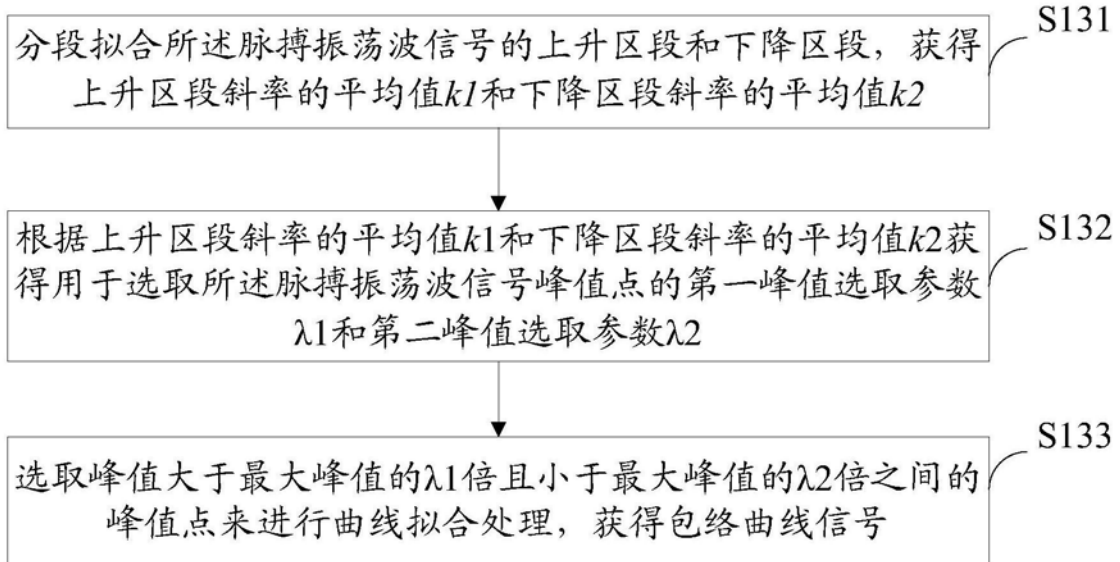 S131
分段拟合所述脉搏振荡波信号的上升区段和下降区段，获得
上升区段斜率的平均值k1和下降区段斜率的平均值k2
S132
根据上升区段斜率的平均值k1和下降区段斜率的平均值k2获
得用于选取所述脉搏振荡波信号峰值点的第一峰值选取参数
λ1和第二峰值选取参数λ2
S133
选取峰值大于最大峰值的λ1倍且小于最大峰值的λ2倍之间的
峰值点来进行曲线拟合处理，获得包络曲线信号